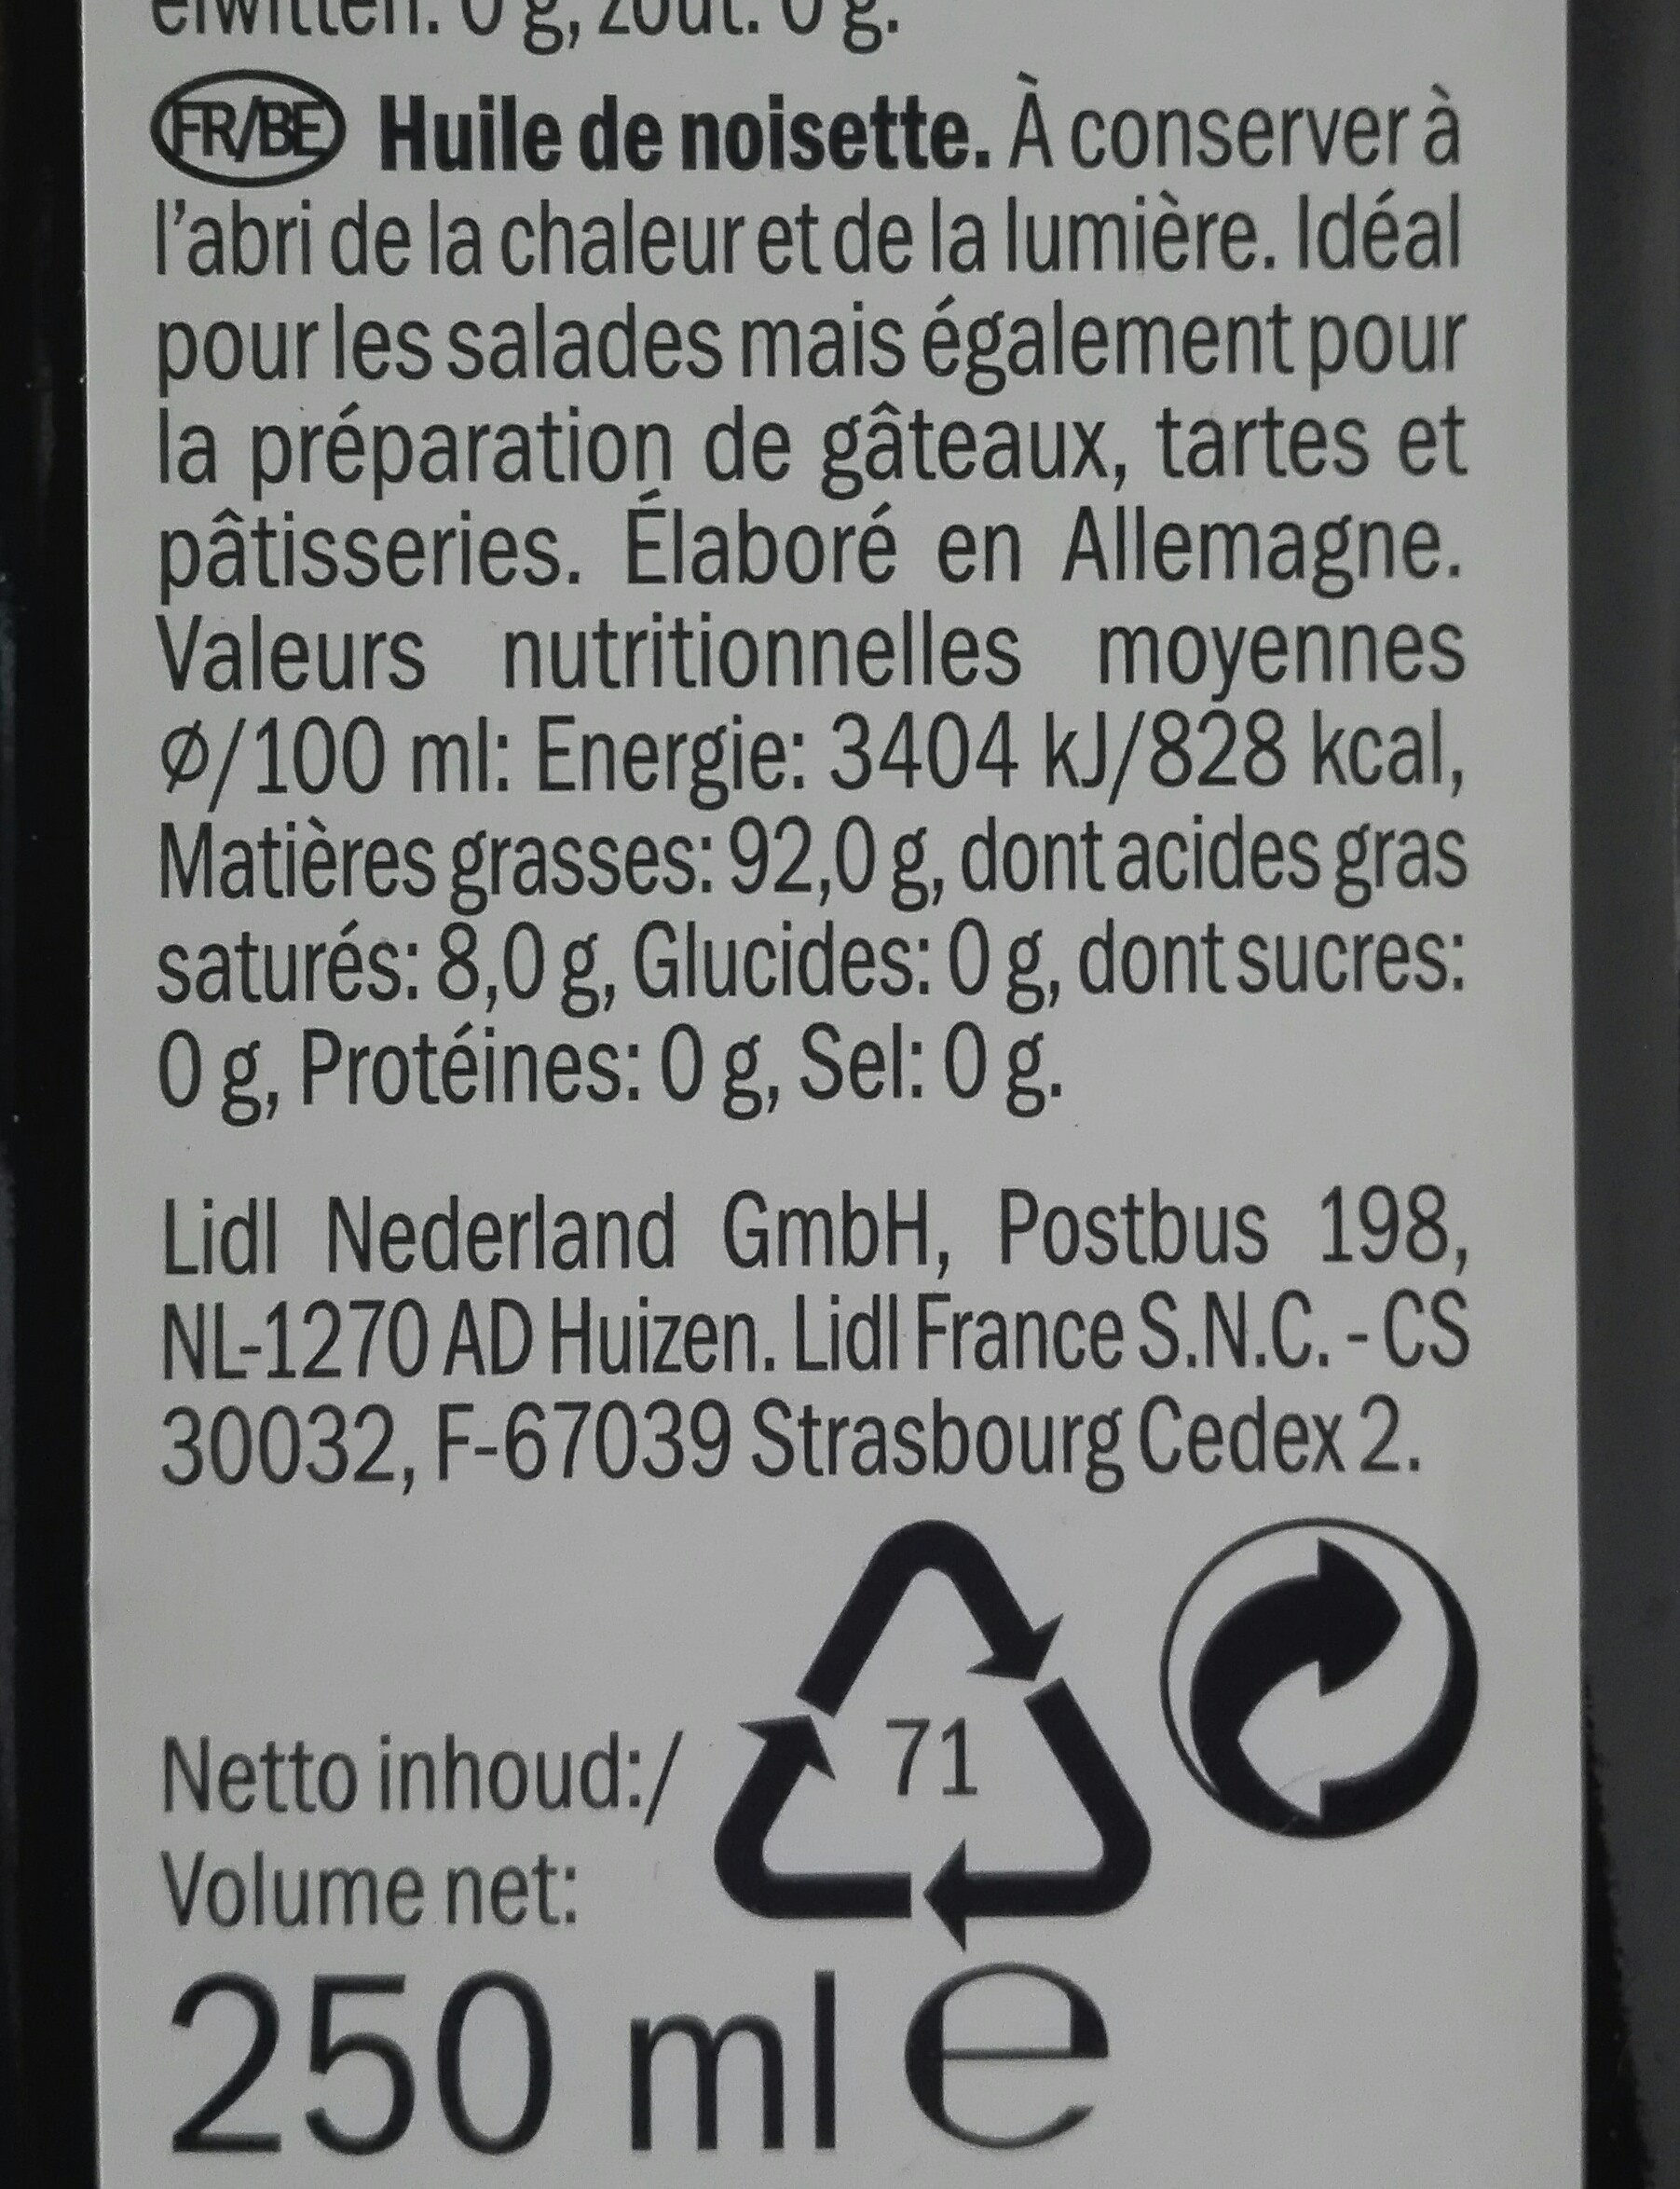 eiwitten: 0 g, zout: 0 g.
FR/BE Huile de noisette. À conserver à
l'abri de la chaleur et de la lumière. Idéal
pour les salades mais également pour
la préparation de gâteaux, tartes et
pâtisseries. Élaboré en Allemagne.
Valeurs nutritionnelles moyennes
Ø/100 ml: Energie: 3404 kJ/828 kcal,
Matières grasses: 92,0 g, dont acides gras
saturés: 8,0 g, Glucides: 0 g, dont sucres:
0 g, Protéines: 0 g, Sel: 0 g.
Lidl Nederland GmbH, Postbus 198,
NL-1270 AD Huizen. Lidl France S.N.C. - CS
30032, F-67039 Strasbourg Cedex 2.
71
Netto inhoud:/
Volume net:
250 ml e